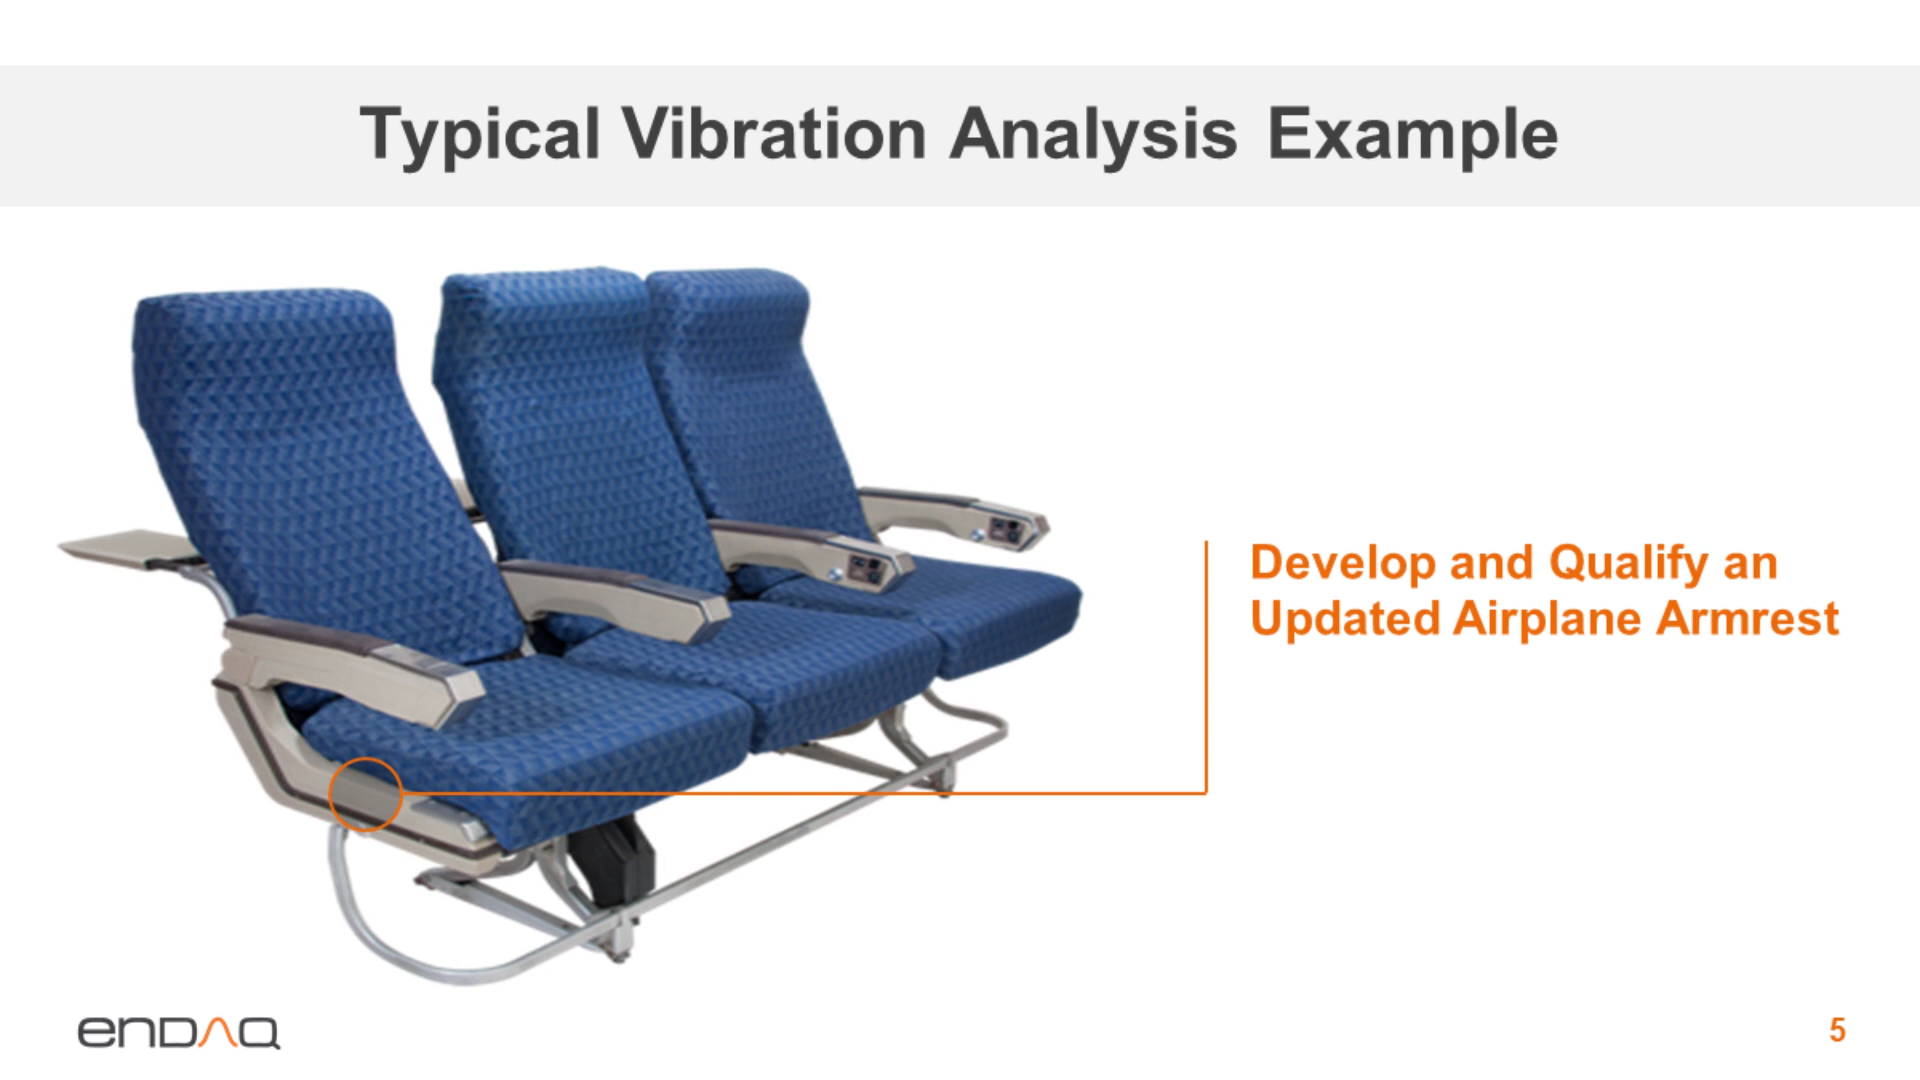 Typical Vibration Analysis Example
Develop and Qualify an
Updated Airplane Armrest
enDAQ
5